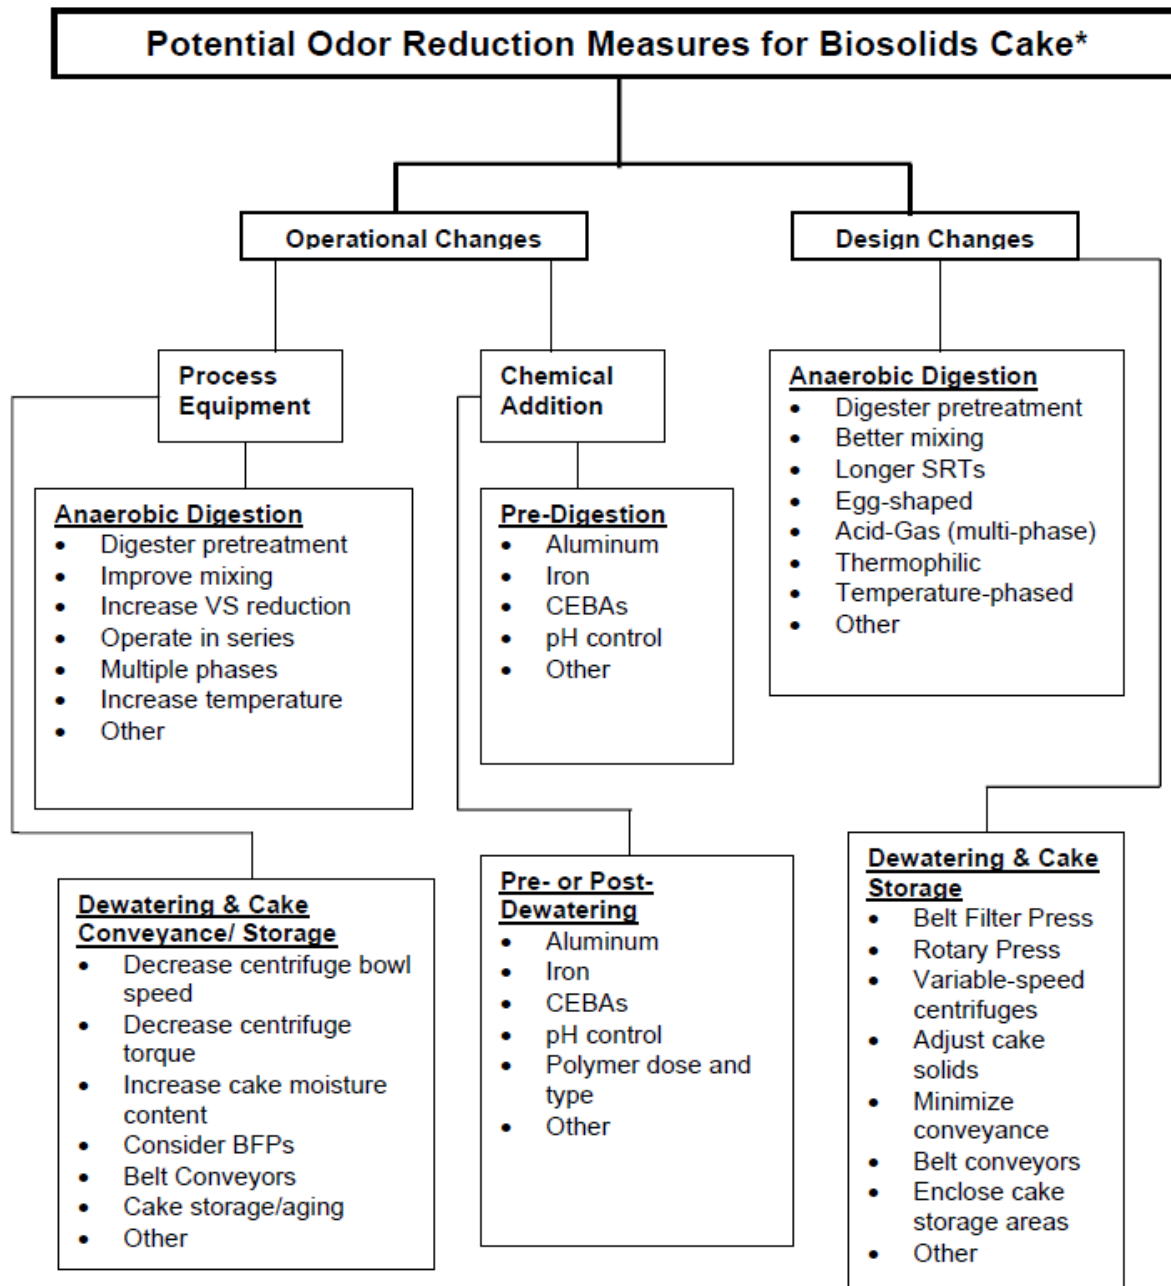 Potential Odor Reduction Measures for Biosolids Cake*
Operational Changes
Design Changes
Process
Equipment
Chemical
Addition
Anaerobic Digestion
• Digester pretreatment
• Improve mixing
• Increase VS reduction
• Operate in series
• Multiple phases
• Increase temperature
• Other
Pre-Digestion
• Aluminum
• Iron
• CEBAs
• pH control
• Other
Anaerobic Digestion
• Digester pretreatment
• Better mixing
• Longer SRTs
• Egg-shaped
• Acid-Gas (multi-phase)
• Thermophilic
• Temperature-phased
• Other
Dewatering & Cake
Conveyance/ Storage
• Decrease centrifuge bowl
speed
• Decrease centrifuge
torque
• Increase cake moisture
content
• Consider BFPs
• Belt Conveyors
• Cake storage/aging
• Other
Pre- or Post-
Dewatering
• Aluminum
• Iron
• CEBAs
• pH control
• Polymer dose and
type
• Other
Dewatering & Cake
Storage
• Belt Filter Press
• Rotary Press
• Variable-speed
centrifuges
• Adjust cake
solids
• Minimize
conveyance
• Belt conveyors
• Enclose cake
storage areas
• Other